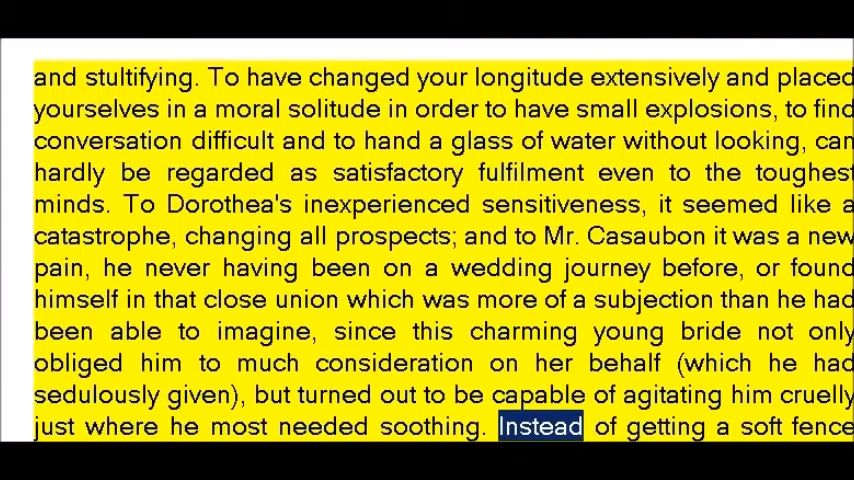 and stultifying. To have changed your longitude extensively and placed
yourselves in a moral solitude in order to have small explosions, to find
conversation difficult and to hand a glass of water without looking, can
hardly be regarded as satisfactory fulfilment even to the toughest
minds. To Dorothea's inexperienced sensitiveness, it seemed like a
catastrophe, changing all prospects; and to Mr. Casaubon it was a new
pain, he never having been on a wedding journey before, or found
himself in that close union which was more of a subjection than he had
been able to imagine, since this charming young bride not only
obliged him to much consideration on her behalf (which he had
sedulously given), but turned out to be capable of agitating him cruelly
just where he most needed soothing. Instead of getting a soft fence